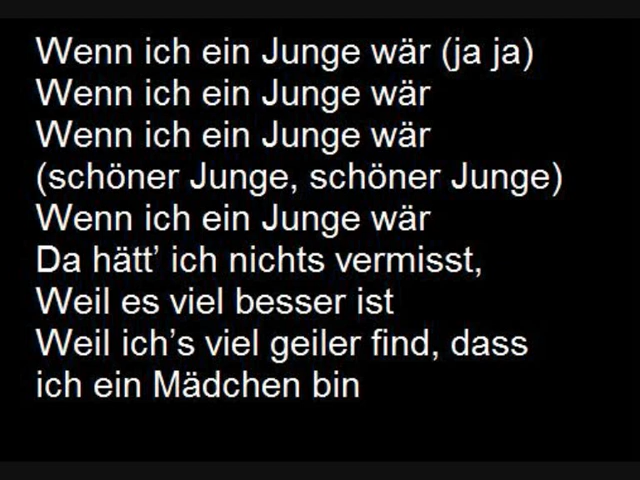 Wenn ich ein Junge wär (ja ja)
Wenn ich ein Junge wär
Wenn ich ein Junge wär
(schöner Junge, schöner Junge)
Wenn ich ein Junge wär
Da hätt’ ich nichts vermisst,
Weil es viel besser ist
Weil ich’s viel geiler find, dass
ich ein Mädchen bin